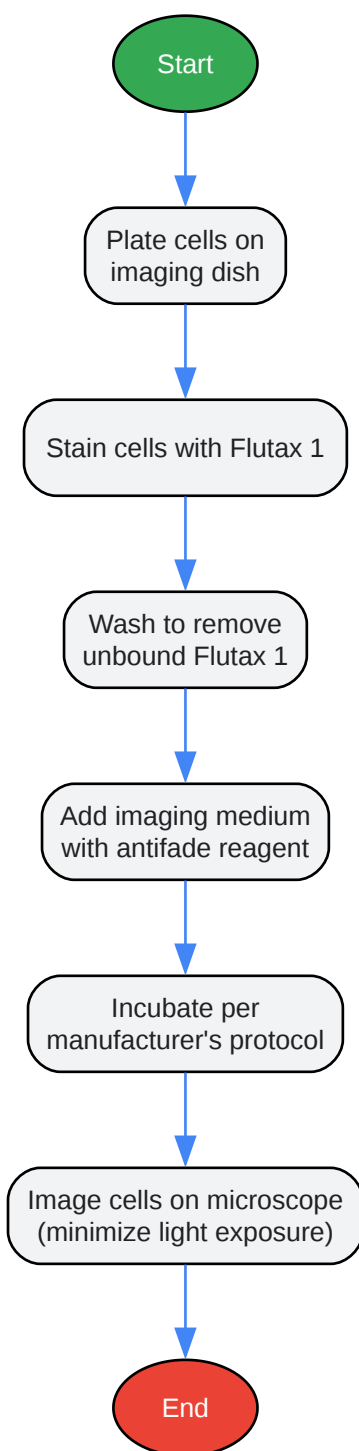 Start
Plate cells on
imaging dish
Stain cells with Flutax 1
Wash to remove
unbound Flutax 1
Add imaging medium
with antifade reagent
Incubate per
manufacturer's protocol
Image cells on microscope
(minimize light exposure)
End